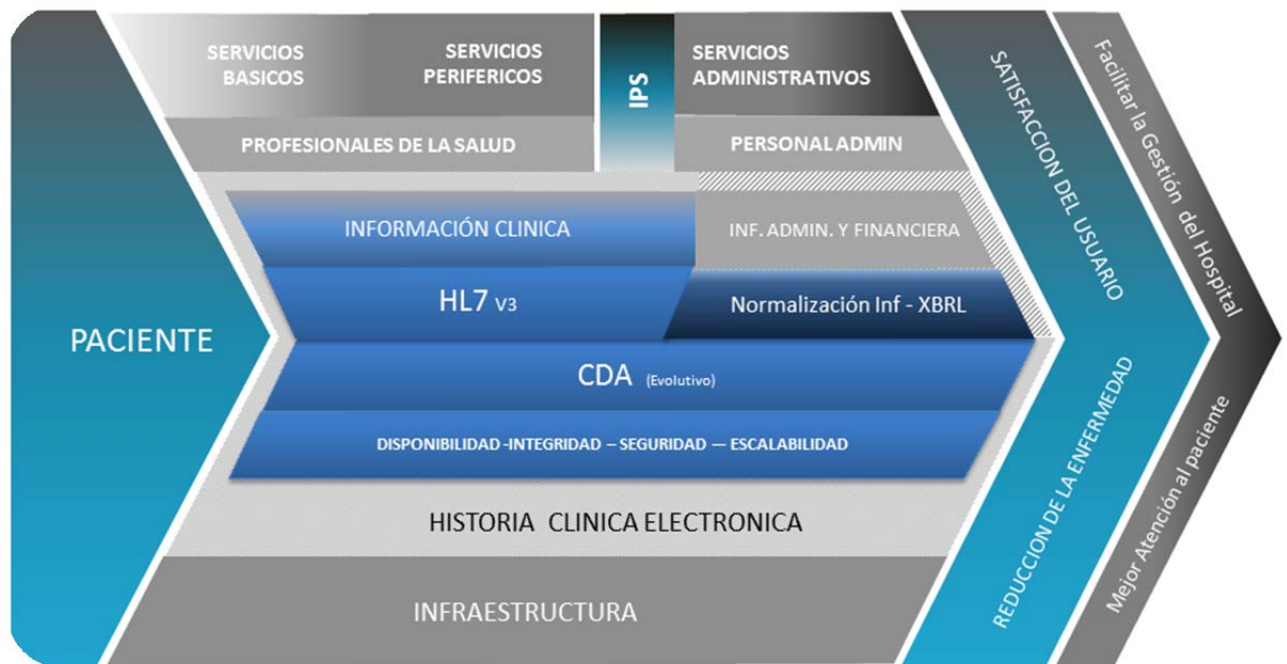 SERVICIOS
BASICOS
SERVICIOS
PERIFERICOS
IPS
SERVICIOS
ADMINISTRATIVOS
PROFESIONALES DE LA SALUD
PERSONAL ADMIN
INFORMACIÓN CLINICA
INF. ADMIN. Y FINANCIERA
HL7 V3
Normalización Inf - XBRL
PACIENTE
CDA (Evolutivo)
DISPONIBILIDAD -INTEGRIDAD – SEGURIDAD — ESCALABILIDAD
HISTORIA CLINICA ELECTRONICA
INFRAESTRUCTURA
SATISFACCION DEL USUARIO
REDUCCION DE LA ENFERMEDAD
Facilitar la Gestión del Hospital
Mejor Atención al paciente